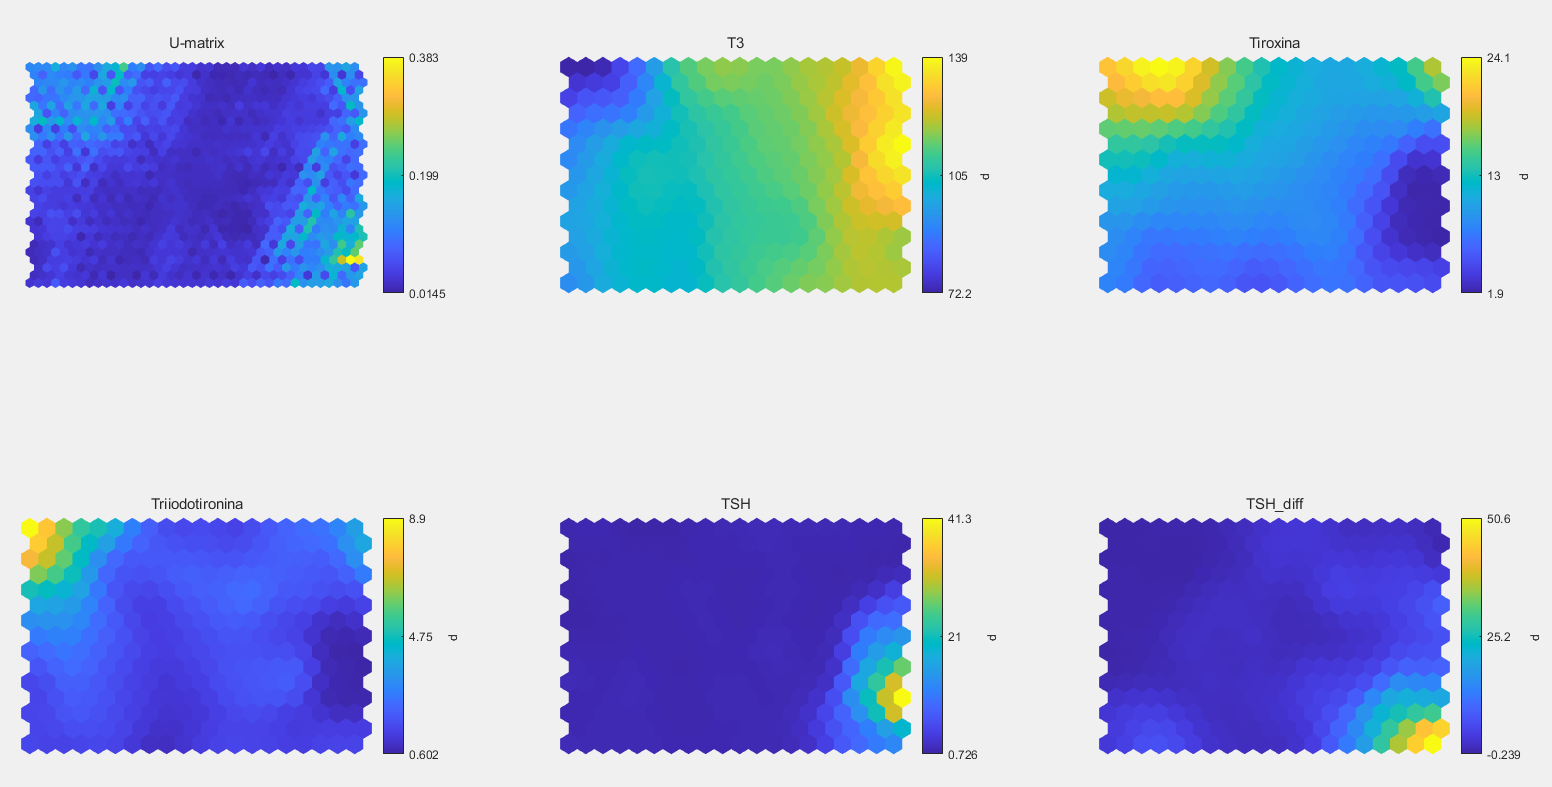 U-matrix
0.383
0.199
0.0145
T3
139
105
d
72.2
Tiroxina
24.1
13
d
1.9
Triiodotironina
8.9
4.75
d
0.602
TSH
41.3
21
d
0.726
TSH_diff
50.6
25.2
d
-0.239